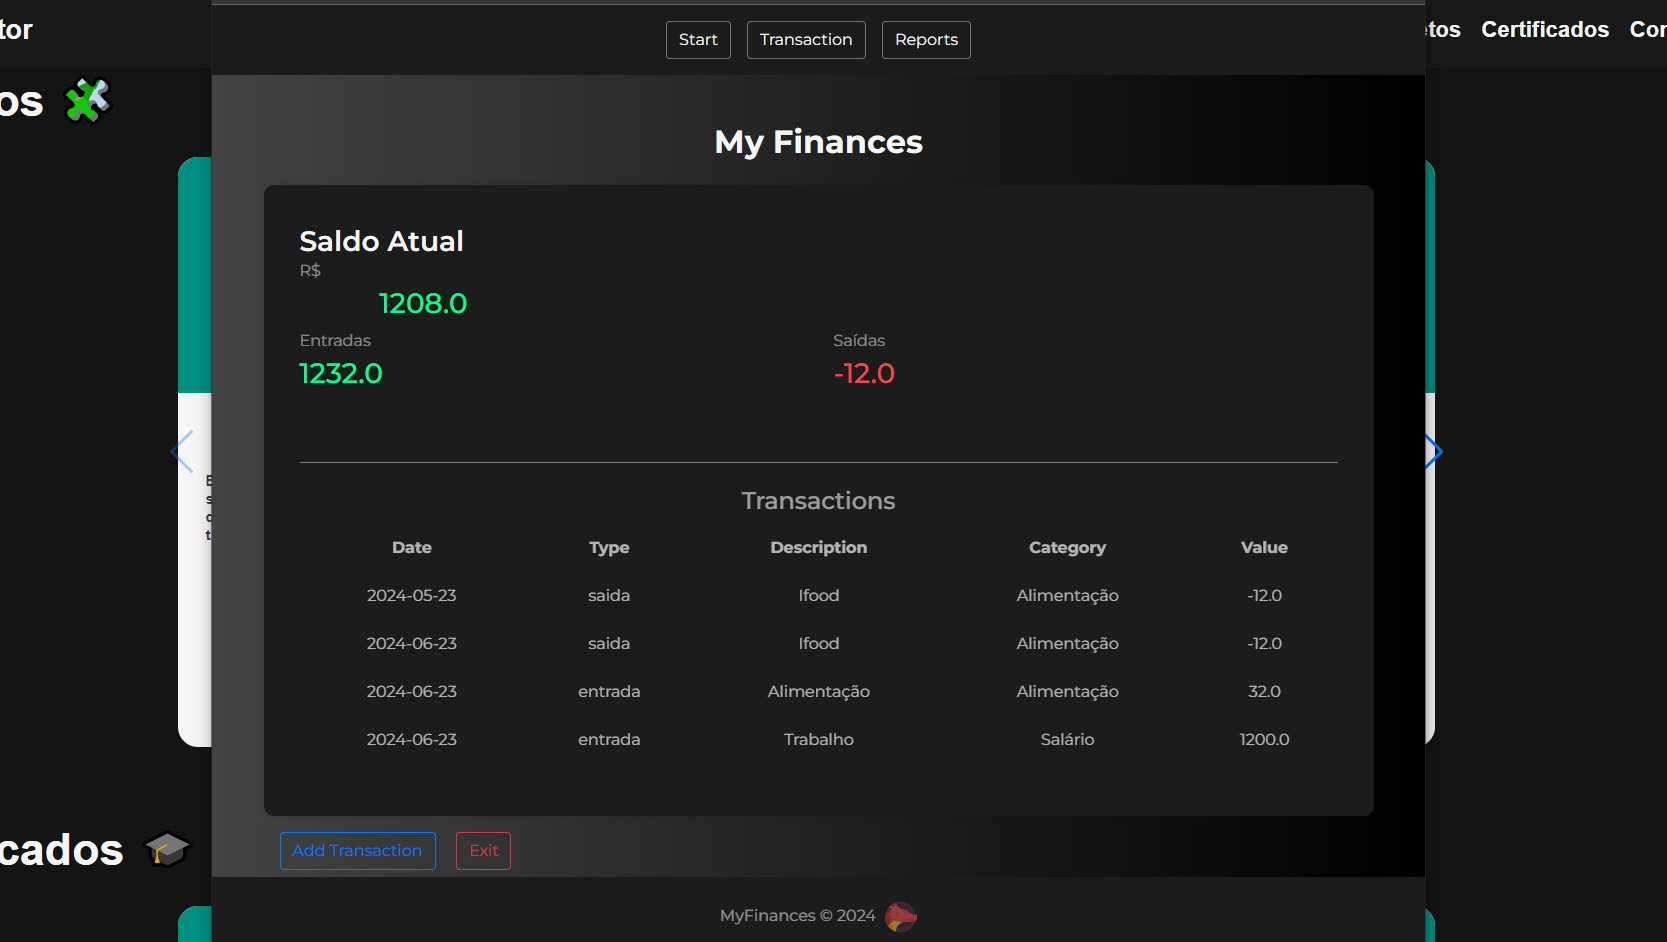 tor
Start Transaction Reports
etos Certificados Cor
os
My Finances
Saldo Atual
R$
1208.0
Entradas Saídas
1232.0 -12.0
Transactions
Date Type Description Category Value
2024-05-23 saida Ifood Alimentação -12.0
2024-06-23 saida Ifood Alimentação -12.0
2024-06-23 entrada Alimentação Alimentação 32.0
2024-06-23 entrada Trabalho Salário 1200.0
cados
Add Transaction Exit
MyFinances © 2024